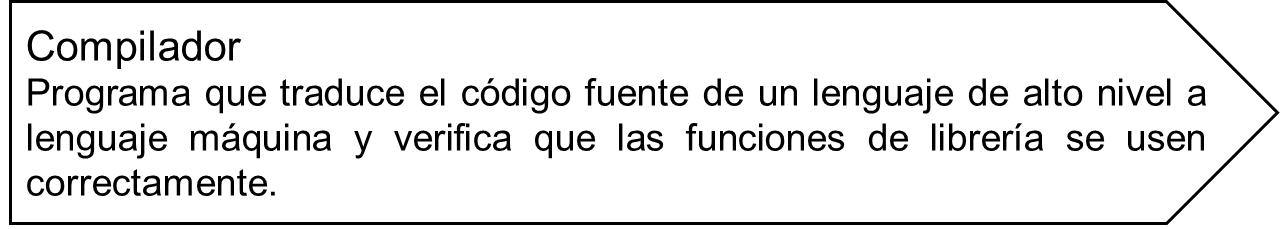 Compilador
Programa que traduce el código fuente de un lenguaje de alto nivel a
lenguaje máquina y verifica que las funciones de librería se usen
correctamente.